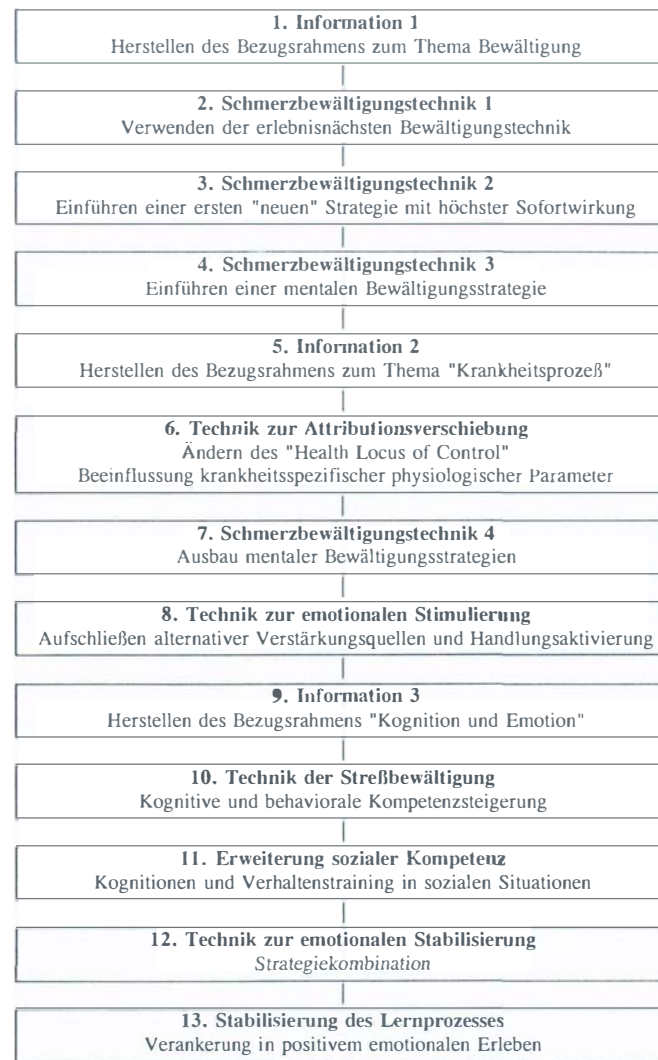 1. Information 1
Herstellen des Bezugsrahmens zum Thema Bewältigung
2. Schmerzbewältigungstechnik 1
Verwenden der erlebnisnächsten Bewältigungstechnik
3. Schmerzbewältigungstechnik 2
Einführen einer ersten "neuen" Strategie mit höchster Sofortwirkung
4. Schmerzbewältigungstechnik 3
Einführen einer mentalen Bewältigungsstrategie
5. Information 2
Herstellen des Bezugsrahmens zum Thema "Krankheitsprozeß"
6. Technik zur Attributionsverschiebung
Ändern des "Health Locus of Control"
Beeinflussung krankheitsspezifischer physiologischer Parameter
7. Schmerzbewältigungstechnik 4
Ausbau mentaler Bewältigungsstrategien
8. Technik zur emotionalen Stimulierung
Aufschließen alternativer Verstärkungsquellen und Handlungsaktivierung
9. Information 3
Herstellen des Bezugsrahmens "Kognition und Emotion"
10. Technik der Streßbewältigung
Kognitive und behaviorale Kompetenzsteigerung
11. Erweiterung sozialer Kompetenz
Kognitionen und Verhaltenstraining in sozialen Situationen
12. Technik zur emotionalen Stabilisierung
Strategiekombination
13. Stabilisierung des Lernprozesses
Verankerung in positivem emotionalen Erleben